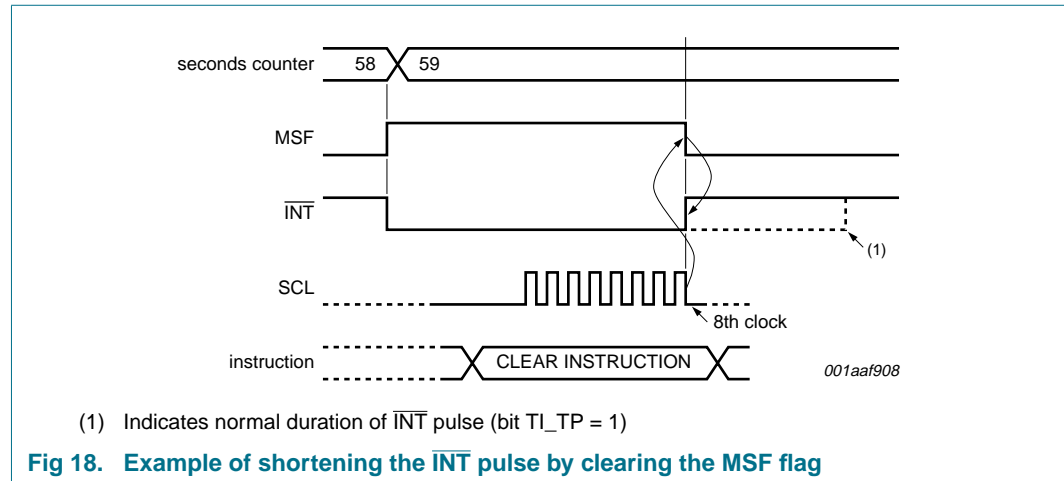 seconds counter 58 59
MSF
INT
(1)
SCL
8th clock
instruction CLEAR INSTRUCTION
001aaf908
(1) Indicates normal duration of INT pulse (bit TI_TP = 1)
Fig 18. Example of shortening the INT pulse by clearing the MSF flag